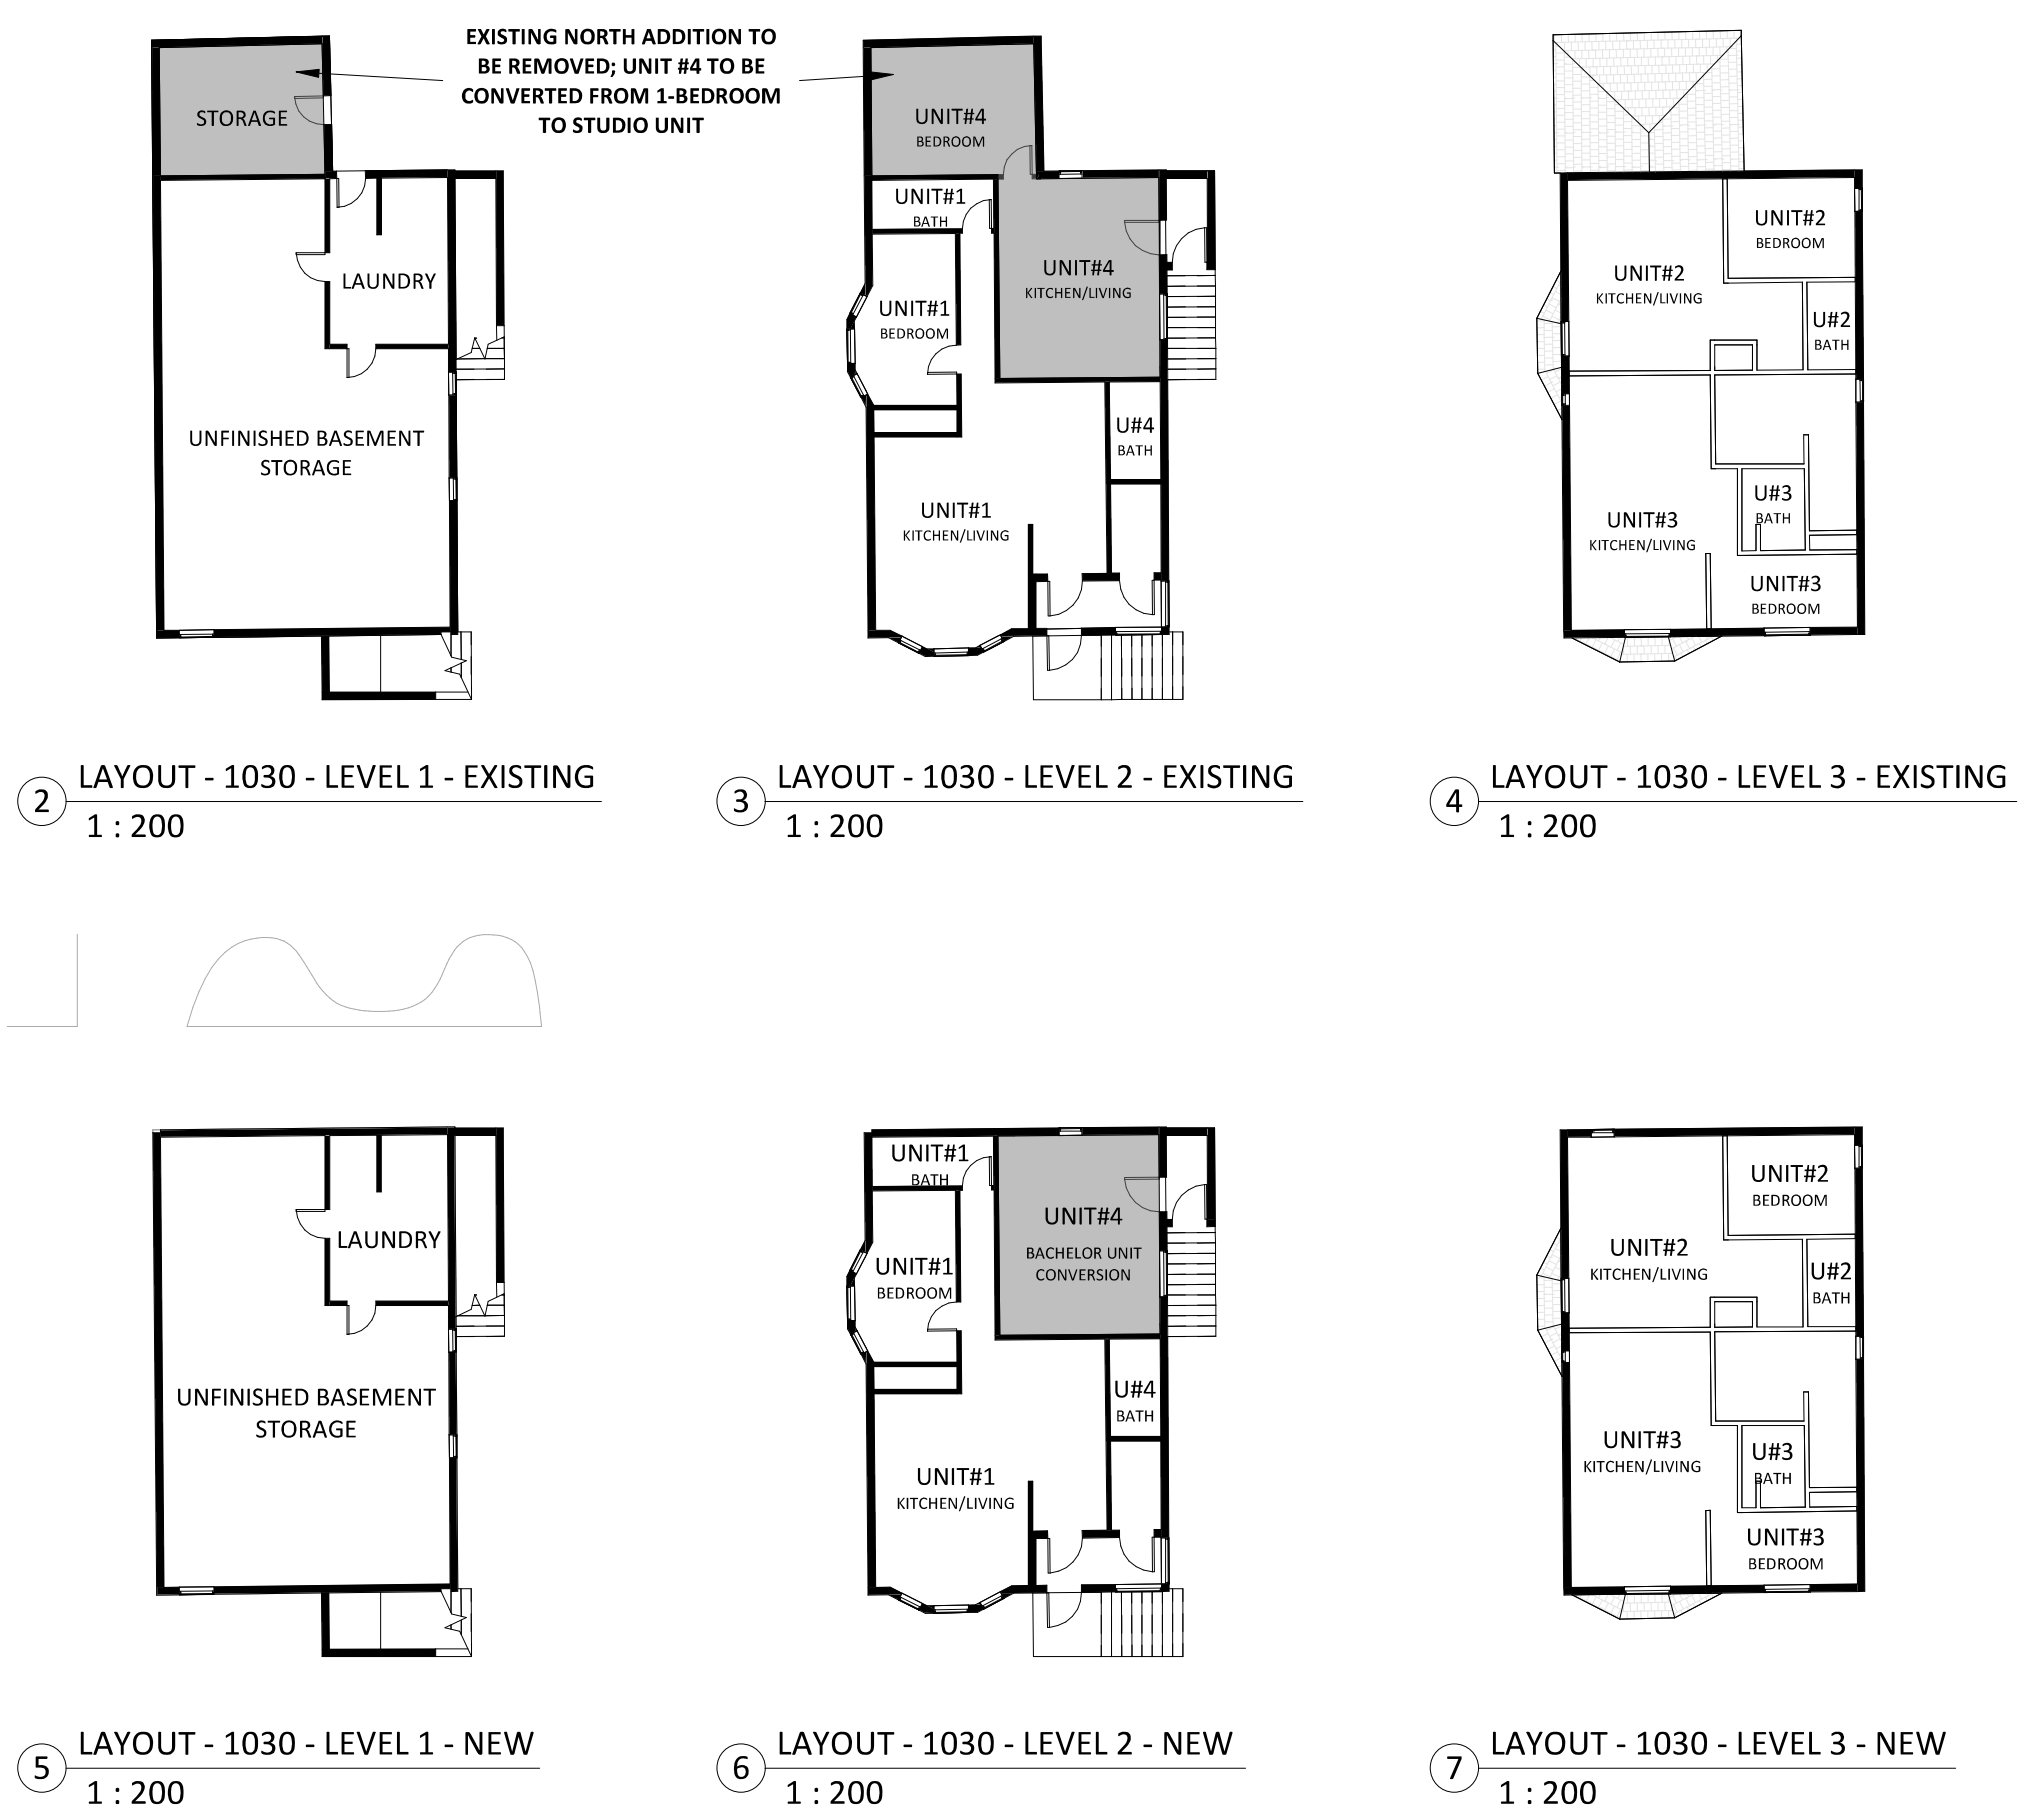 EXISTING NORTH ADDITION TO
BE REMOVED; UNIT #4 TO BE
CONVERTED FROM 1-BEDROOM
TO STUDIO UNIT
STORAGE
LAUNDRY
UNFINISHED BASEMENT
STORAGE
2
LAYOUT - 1030 - LEVEL 1 - EXISTING
1 : 200
UNIT#4
BEDROOM
UNIT#1
BATH
UNIT#4
KITCHEN/LIVING
UNIT#1
BEDROOM
U#4
BATH
UNIT#1
KITCHEN/LIVING
3
LAYOUT - 1030 - LEVEL 2 - EXISTING
1 : 200
UNIT#2
BEDROOM
UNIT#2
KITCHEN/LIVING
U#2
BATH
U#3
BATH
UNIT#3
KITCHEN/LIVING
UNIT#3
BEDROOM
4
LAYOUT - 1030 - LEVEL 3 - EXISTING
1 : 200
LAUNDRY
UNFINISHED BASEMENT
STORAGE
5
LAYOUT - 1030 - LEVEL 1 - NEW
1 : 200
UNIT#1
BATH
UNIT#4
BACHELOR UNIT
CONVERSION
UNIT#1
BEDROOM
U#4
BATH
UNIT#1
KITCHEN/LIVING
6
LAYOUT - 1030 - LEVEL 2 - NEW
1 : 200
UNIT#2
BEDROOM
UNIT#2
KITCHEN/LIVING
U#2
BATH
UNIT#3
KITCHEN/LIVING
U#3
BATH
UNIT#3
BEDROOM
7
LAYOUT - 1030 - LEVEL 3 - NEW
1 : 200